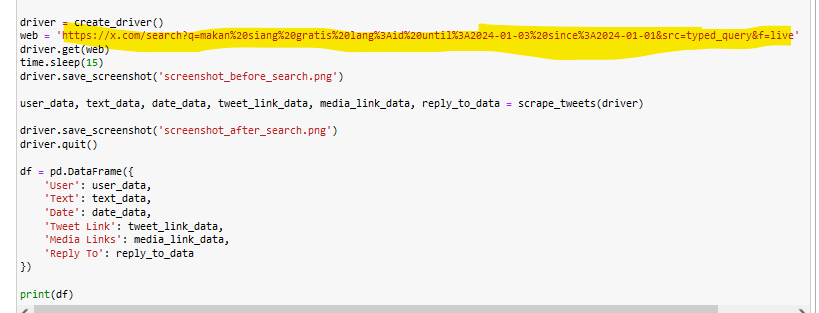 driver = create_driver()
web = 'https://x.com/search?q=makan%20siang%20gratis%20lang%3Aid%20until%3A2024-01-03%20since%3A2024-01-01&src=typed_query&f=live'
driver.get(web)
time.sleep(15)
driver.save_screenshot('screenshot_before_search.png')
user_data, text_data, date_data, tweet_link_data, media_link_data, reply_to_data = scrape_tweets(driver)
driver.save_screenshot('screenshot_after_search.png')
driver.quit()
df = pd.DataFrame({
    'User': user_data,
    'Text': text_data,
    'Date': date_data,
    'Tweet Link': tweet_link_data,
    'Media Links': media_link_data,
    'Reply To': reply_to_data
})
print(df)